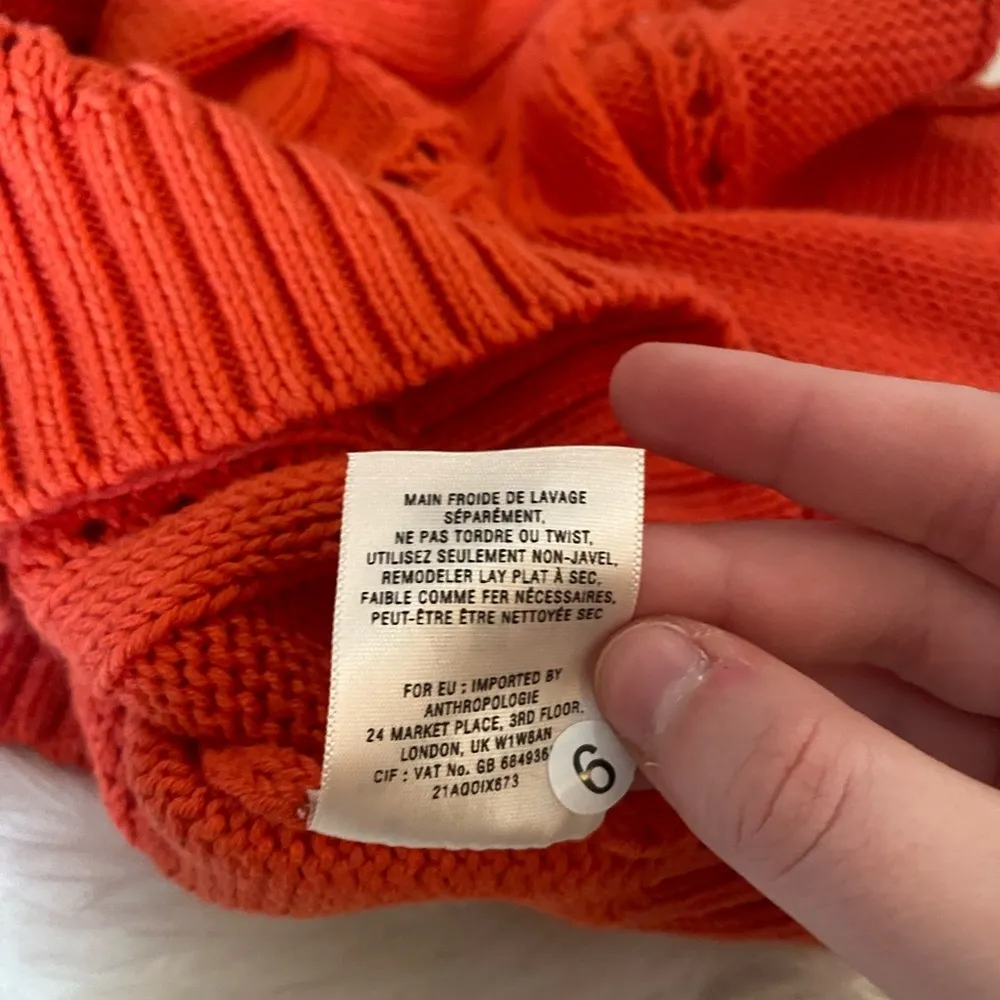 MAIN FROIDE DE LAVAGE
SÉPARÉMENT,
NE PAS TORDRE OU TWIST,
UTILISEZ SEULEMENT NON-JAVEL,
REMODELER LAY PLAT À SEC,
FAIBLE COMME FER NÉCESSAIRES,
PEUT-ÊTRE ÊTRE NETTOYÉE SEC
FOR EU : IMPORTED BY
ANTHROPOLOGIE
24 MARKET PLACE, 3RD FLOOR,
LONDON, UK W1W8AN
CIF : VAT No. GB 684936
21AOOIX673
6